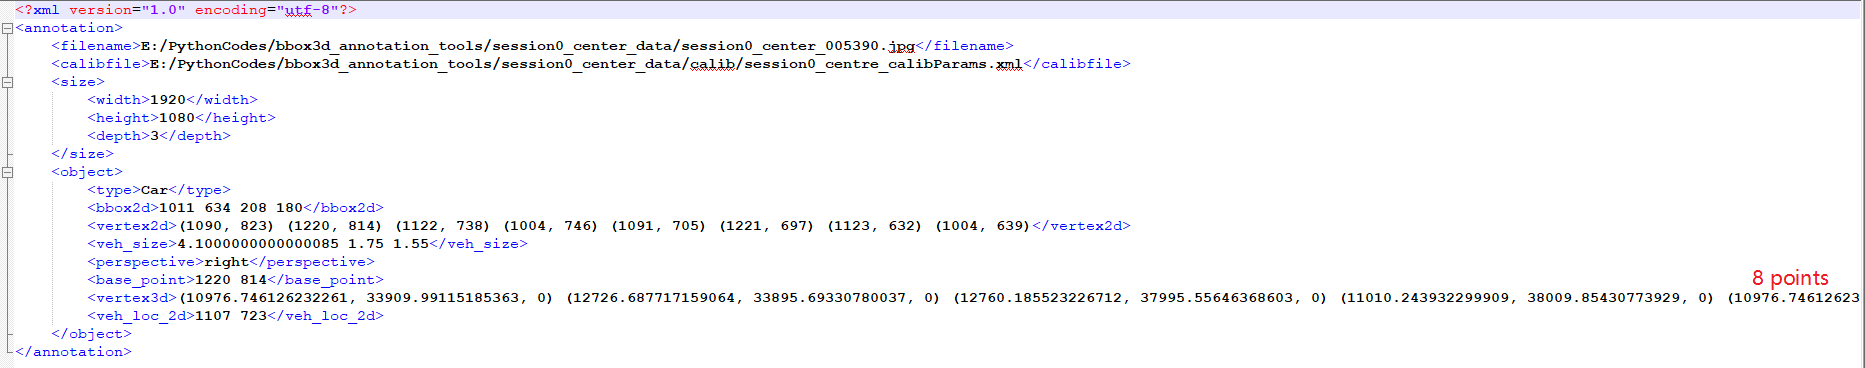 <?xml version="1.0" encoding="utf-8"?>
<annotation>
<filename>E:/PythonCodes/bbox3d_annotation_tools/session0_center_data/session0_center_005390.jpg</filename>
<calibfile>E:/PythonCodes/bbox3d_annotation_tools/session0_center_data/calib/session0_centre_calibParams.xml</calibfile>
<size>
<width>1920</width>
<height>1080</height>
<depth>3</depth>
</size>
<object>
<type>Car</type>
<bbox2d>1011 634 208 180</bbox2d>
<vertex2d>(1090, 823) (1220, 814) (1122, 738) (1004, 746) (1091, 705) (1221, 697) (1123, 632) (1004, 639)</vertex2d>
<veh_size>4.1000000000000085 1.75 1.55</veh_size>
<perspective>right</perspective>
<base_point>1220 814</base_point>
8 points
<vertex3d>(10976.746126232261, 33909.99115185363, 0) (12726.687717159064, 33895.69330780037, 0) (12760.185523226712, 37995.55646368603, 0) (11010.243932299909, 38009.85430773929, 0) (10976.74612623
<veh_loc_2d>1107 723</veh_loc_2d>
</object>
</annotation>